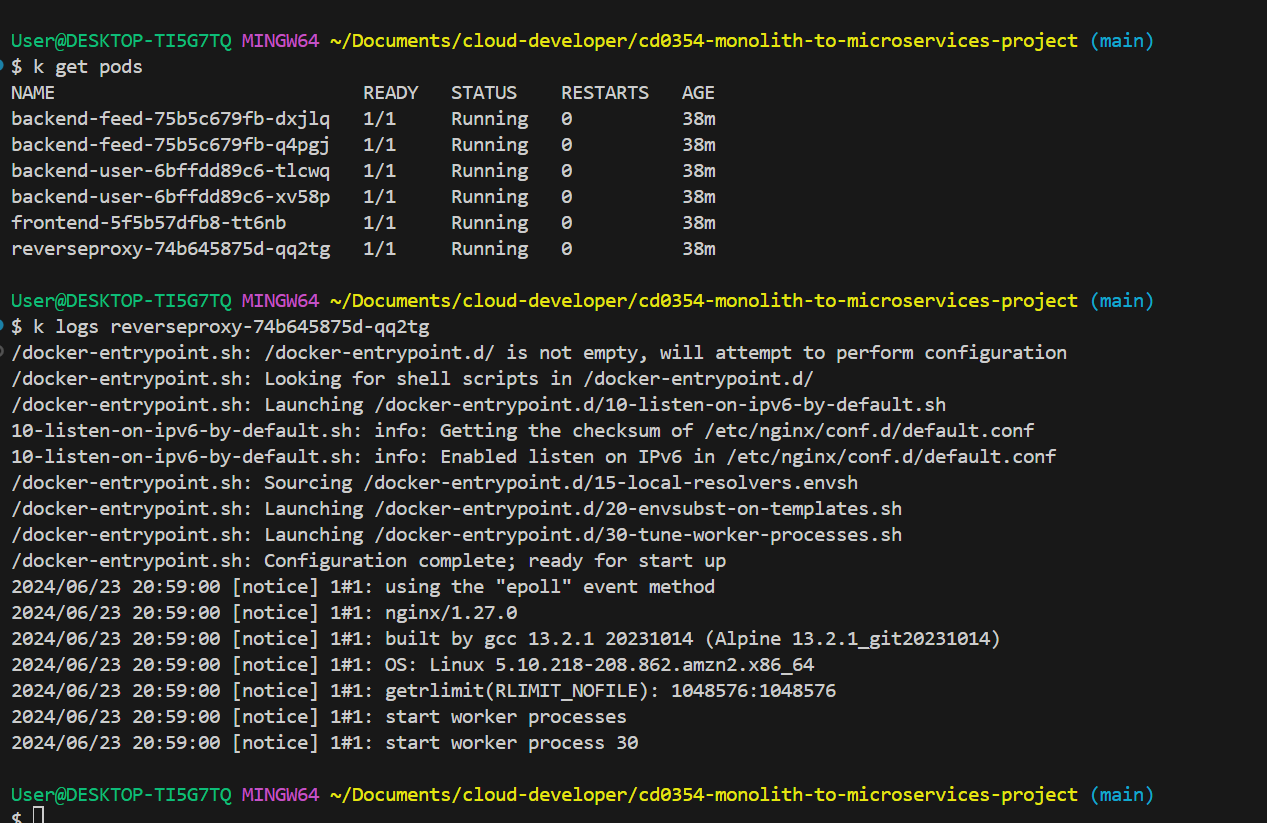 User@DESKTOP-TI5G7TQ MINGW64 ~/Documents/cloud-developer/cd0354-monolith-to-microservices-project (main)
$ k get pods
NAME READY STATUS RESTARTS AGE
backend-feed-75b5c679fb-dxjlq 1/1 Running 0 38m
backend-feed-75b5c679fb-q4pgj 1/1 Running 0 38m
backend-user-6bffdd89c6-tlcwq 1/1 Running 0 38m
backend-user-6bffdd89c6-xv58p 1/1 Running 0 38m
frontend-5f5b57dfb8-tt6nb 1/1 Running 0 38m
reverseproxy-74b645875d-qq2tg 1/1 Running 0 38m
User@DESKTOP-TI5G7TQ MINGW64 ~/Documents/cloud-developer/cd0354-monolith-to-microservices-project (main)
$ k logs reverseproxy-74b645875d-qq2tg
/docker-entrypoint.sh: /docker-entrypoint.d/ is not empty, will attempt to perform configuration
/docker-entrypoint.sh: Looking for shell scripts in /docker-entrypoint.d/
/docker-entrypoint.sh: Launching /docker-entrypoint.d/10-listen-on-ipv6-by-default.sh
10-listen-on-ipv6-by-default.sh: info: Getting the checksum of /etc/nginx/conf.d/default.conf
10-listen-on-ipv6-by-default.sh: info: Enabled listen on IPv6 in /etc/nginx/conf.d/default.conf
/docker-entrypoint.sh: Sourcing /docker-entrypoint.d/15-local-resolvers.envsh
/docker-entrypoint.sh: Launching /docker-entrypoint.d/20-envsubst-on-templates.sh
/docker-entrypoint.sh: Launching /docker-entrypoint.d/30-tune-worker-processes.sh
/docker-entrypoint.sh: Configuration complete; ready for start up
2024/06/23 20:59:00 [notice] 1#1: using the "epoll" event method
2024/06/23 20:59:00 [notice] 1#1: nginx/1.27.0
2024/06/23 20:59:00 [notice] 1#1: built by gcc 13.2.1 20231014 (Alpine 13.2.1_git20231014)
2024/06/23 20:59:00 [notice] 1#1: OS: Linux 5.10.218-208.862.amzn2.x86_64
2024/06/23 20:59:00 [notice] 1#1: getrlimit(RLIMIT_NOFILE): 1048576:1048576
2024/06/23 20:59:00 [notice] 1#1: start worker processes
2024/06/23 20:59:00 [notice] 1#1: start worker process 30
User@DESKTOP-TI5G7TQ MINGW64 ~/Documents/cloud-developer/cd0354-monolith-to-microservices-project (main)
$